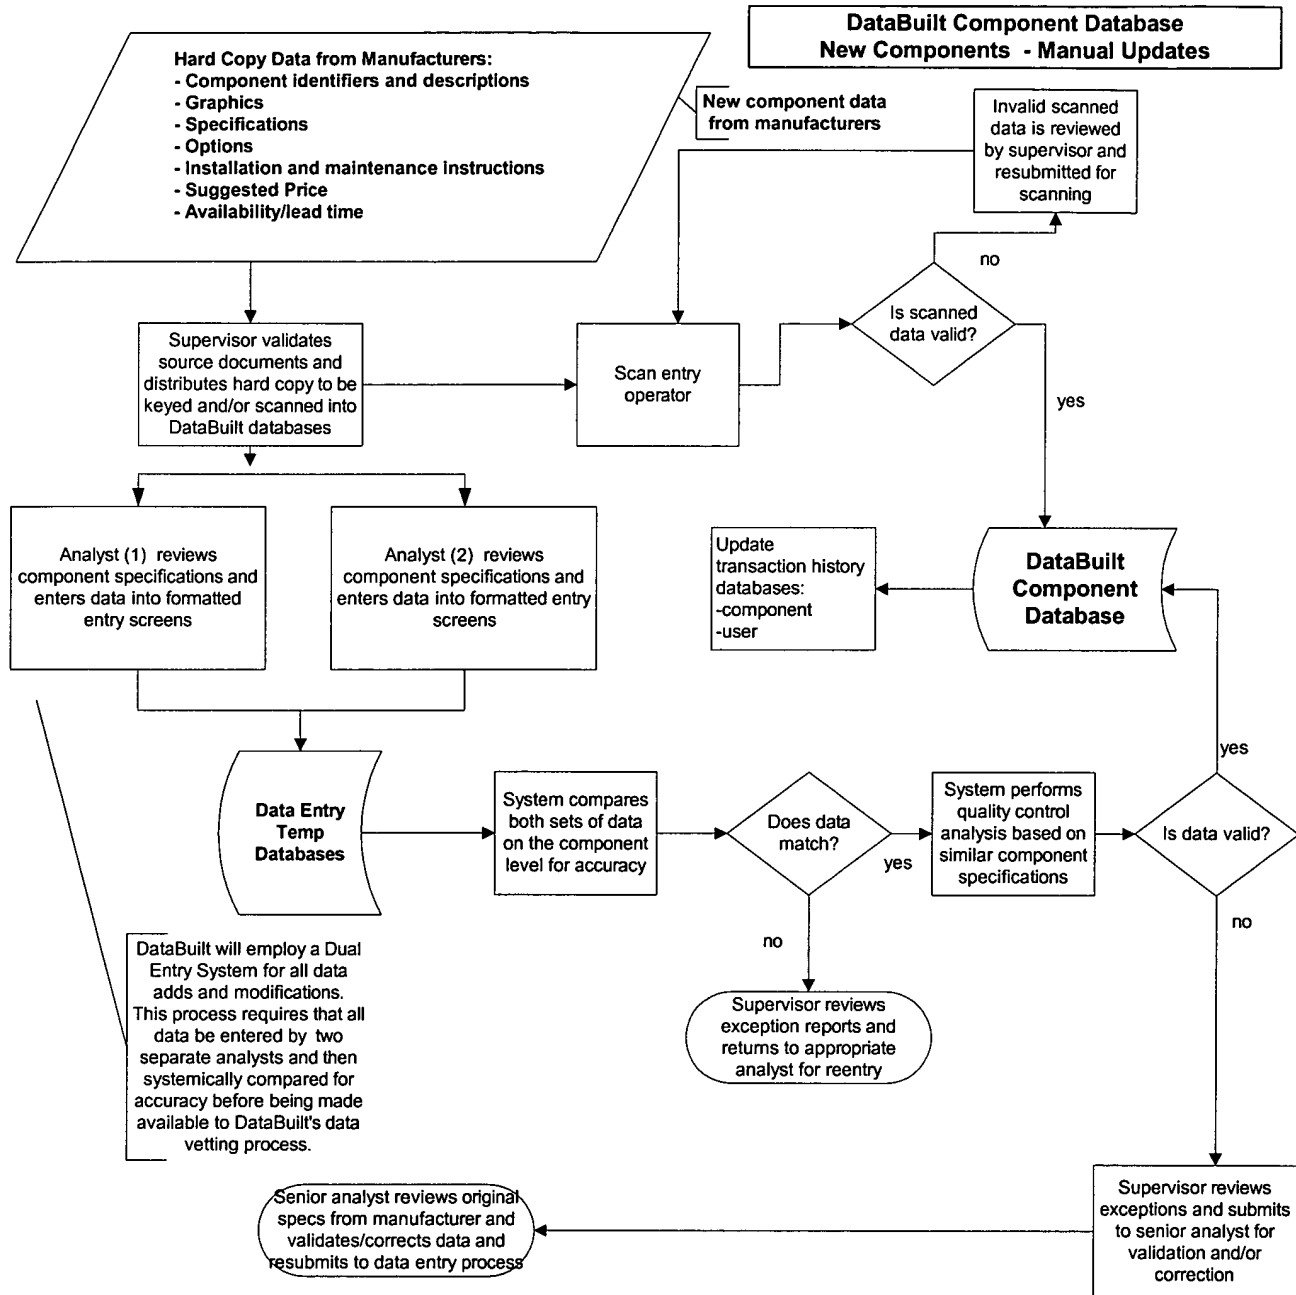 DataBuilt Component Database
New Components - Manual Updates
Hard Copy Data from Manufacturers:
- Component identifiers and descriptions
- Graphics
- Specifications
- Options
- Installation and maintenance instructions
- Suggested Price
- Availability/lead time
New component data
from manufacturers
Invalid scanned
data is reviewed
by supervisor and
resubmitted for
scanning
no
Is scanned
data valid?
yes
Supervisor validates
source documents and
distributes hard copy to be
keyed and/or scanned into
DataBuilt databases
Scan entry
operator
Analyst (1) reviews
component specifications and
enters data into formatted
entry screens
Analyst (2) reviews
component specifications and
enters data into formatted entry
screens
Update
transaction history
databases:
-component
-user
DataBuilt
Component
Database
Data Entry
Temp
Databases
System compares
both sets of data
on the component
level for accuracy
Does data
match?
yes
System performs
quality control
analysis based on
similar component
specifications
yes
Is data valid?
no
no
Supervisor reviews
exception reports and
returns to appropriate
analyst for reentry
DataBuilt will employ a Dual
Entry System for all data
adds and modifications.
This process requires that all
data be entered by two
separate analysts and then
systemically compared for
accuracy before being made
available to DataBuilt's data
vetting process.
Senior analyst reviews original
specs from manufacturer and
validates/corrects data and
resubmits to data entry process
Supervisor reviews
exceptions and submits
to senior analyst for
validation and/or
correction